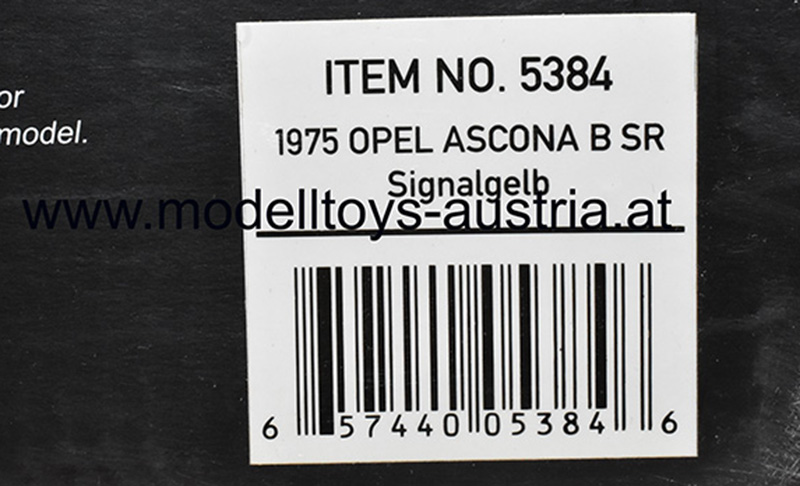 or
model.
ITEM NO. 5384
1975 OPEL ASCONA B SR
Signalgelb
www.modelltoys-austria.at
6 57440 05384 6